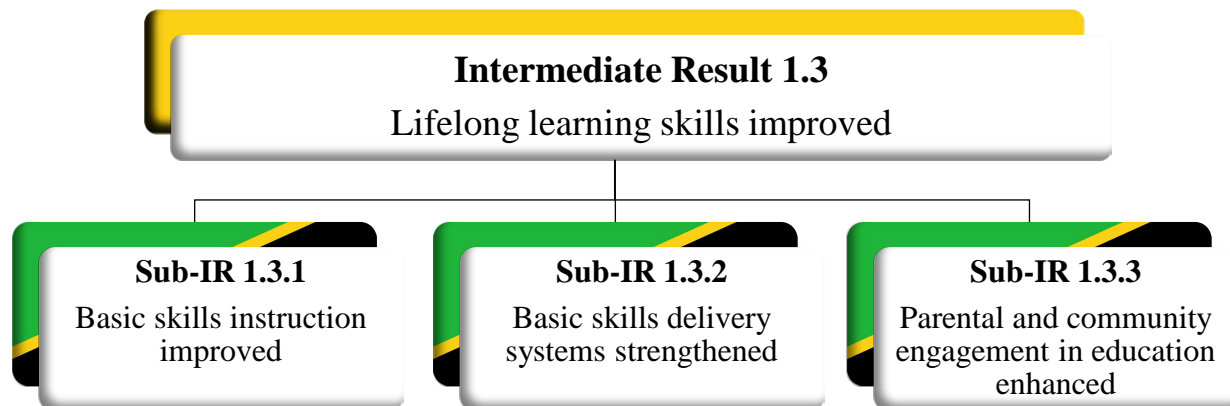 Intermediate Result 1.3
Lifelong learning skills improved
Sub-IR 1.3.1
Basic skills instruction
improved
Sub-IR 1.3.2
Basic skills delivery
systems strengthened
Sub-IR 1.3.3
Parental and community
engagement in education
enhanced